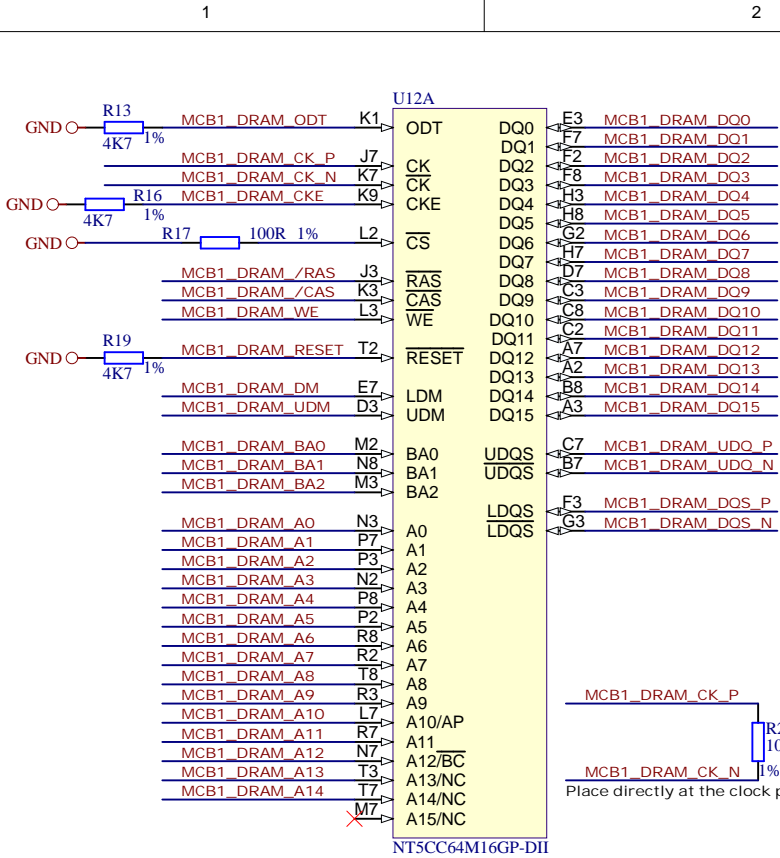 1 2
U12A
GND R13 4K7 1% MCB1_DRAM_ODT K1 ODT DQ0 E3 MCB1_DRAM_DQ0
DQ1 F7 MCB1_DRAM_DQ1
MCB1_DRAM_CK_P J7 CK DQ2 F2 MCB1_DRAM_DQ2
MCB1_DRAM_CK_N K7 CK DQ3 F8 MCB1_DRAM_DQ3
GND 4K7 R16 1% MCB1_DRAM_CKE K9 CKE DQ4 H3 MCB1_DRAM_DQ4
DQ5 H8 MCB1_DRAM_DQ5
GND R17 100R 1% L2 CS DQ6 G2 MCB1_DRAM_DQ6
DQ7 H7 MCB1_DRAM_DQ7
MCB1_DRAM_/RAS J3 RAS DQ8 D7 MCB1_DRAM_DQ8
MCB1_DRAM_/CAS K3 CAS DQ9 C3 MCB1_DRAM_DQ9
MCB1_DRAM_WE L3 WE DQ10 C8 MCB1_DRAM_DQ10
DQ11 C2 MCB1_DRAM_DQ11
GND R19 4K7 1% MCB1_DRAM_RESET T2 RESET DQ12 A7 MCB1_DRAM_DQ12
DQ13 A2 MCB1_DRAM_DQ13
MCB1_DRAM_DM E7 LDM DQ14 B8 MCB1_DRAM_DQ14
MCB1_DRAM_UDM D3 UDM DQ15 A3 MCB1_DRAM_DQ15
MCB1_DRAM_BA0 M2 BA0 UDQS C7 MCB1_DRAM_UDQ_P
MCB1_DRAM_BA1 N8 BA1 UDQS B7 MCB1_DRAM_UDQ_N
MCB1_DRAM_BA2 M3 BA2
LDQS F3 MCB1_DRAM_DQS_P
MCB1_DRAM_A0 N3 A0 LDQS G3 MCB1_DRAM_DQS_N
MCB1_DRAM_A1 P7 A1
MCB1_DRAM_A2 P3 A2
MCB1_DRAM_A3 N2 A3
MCB1_DRAM_A4 P8 A4
MCB1_DRAM_A5 P2 A5
MCB1_DRAM_A6 R8 A6
MCB1_DRAM_A7 R2 A7
MCB1_DRAM_A8 T8 A8
MCB1_DRAM_A9 R3 A9 MCB1_DRAM_CK_P
MCB1_DRAM_A10 L7 A10/AP
MCB1_DRAM_A11 R7 A11
MCB1_DRAM_A12 N7 A12/BC
MCB1_DRAM_A13 T3 A13/NC MCB1_DRAM_CK_N 1%
MCB1_DRAM_A14 T7 A14/NC Place directly at the clock
M7 A15/NC
NT5CC64M16GP-DII